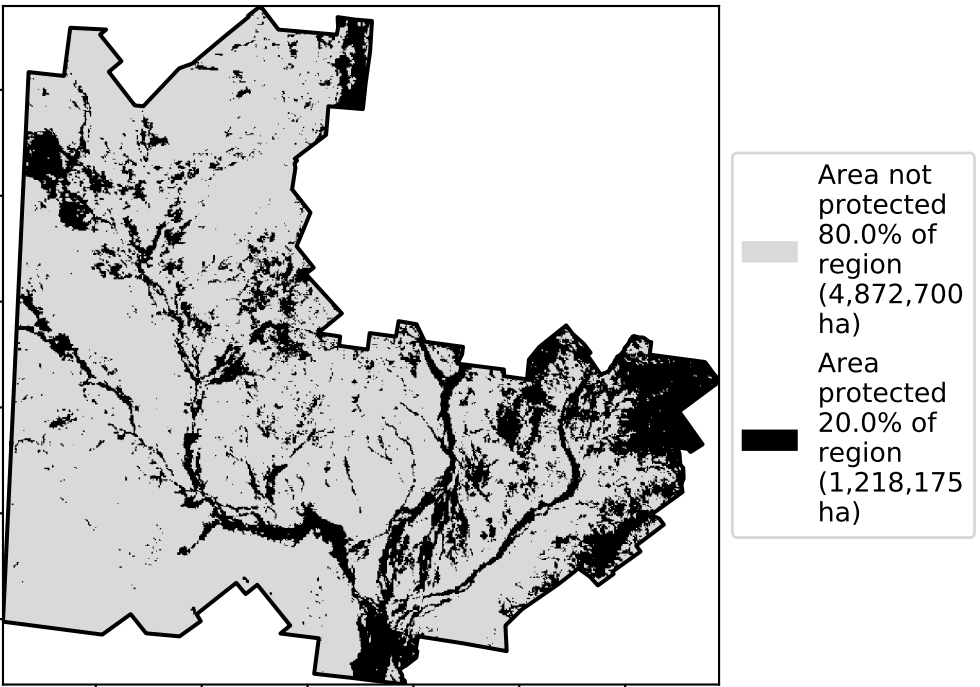 Area not
protected
80.0% of
region
(4,872,700
ha)
Area
protected
20.0% of
region
(1,218,175
ha)